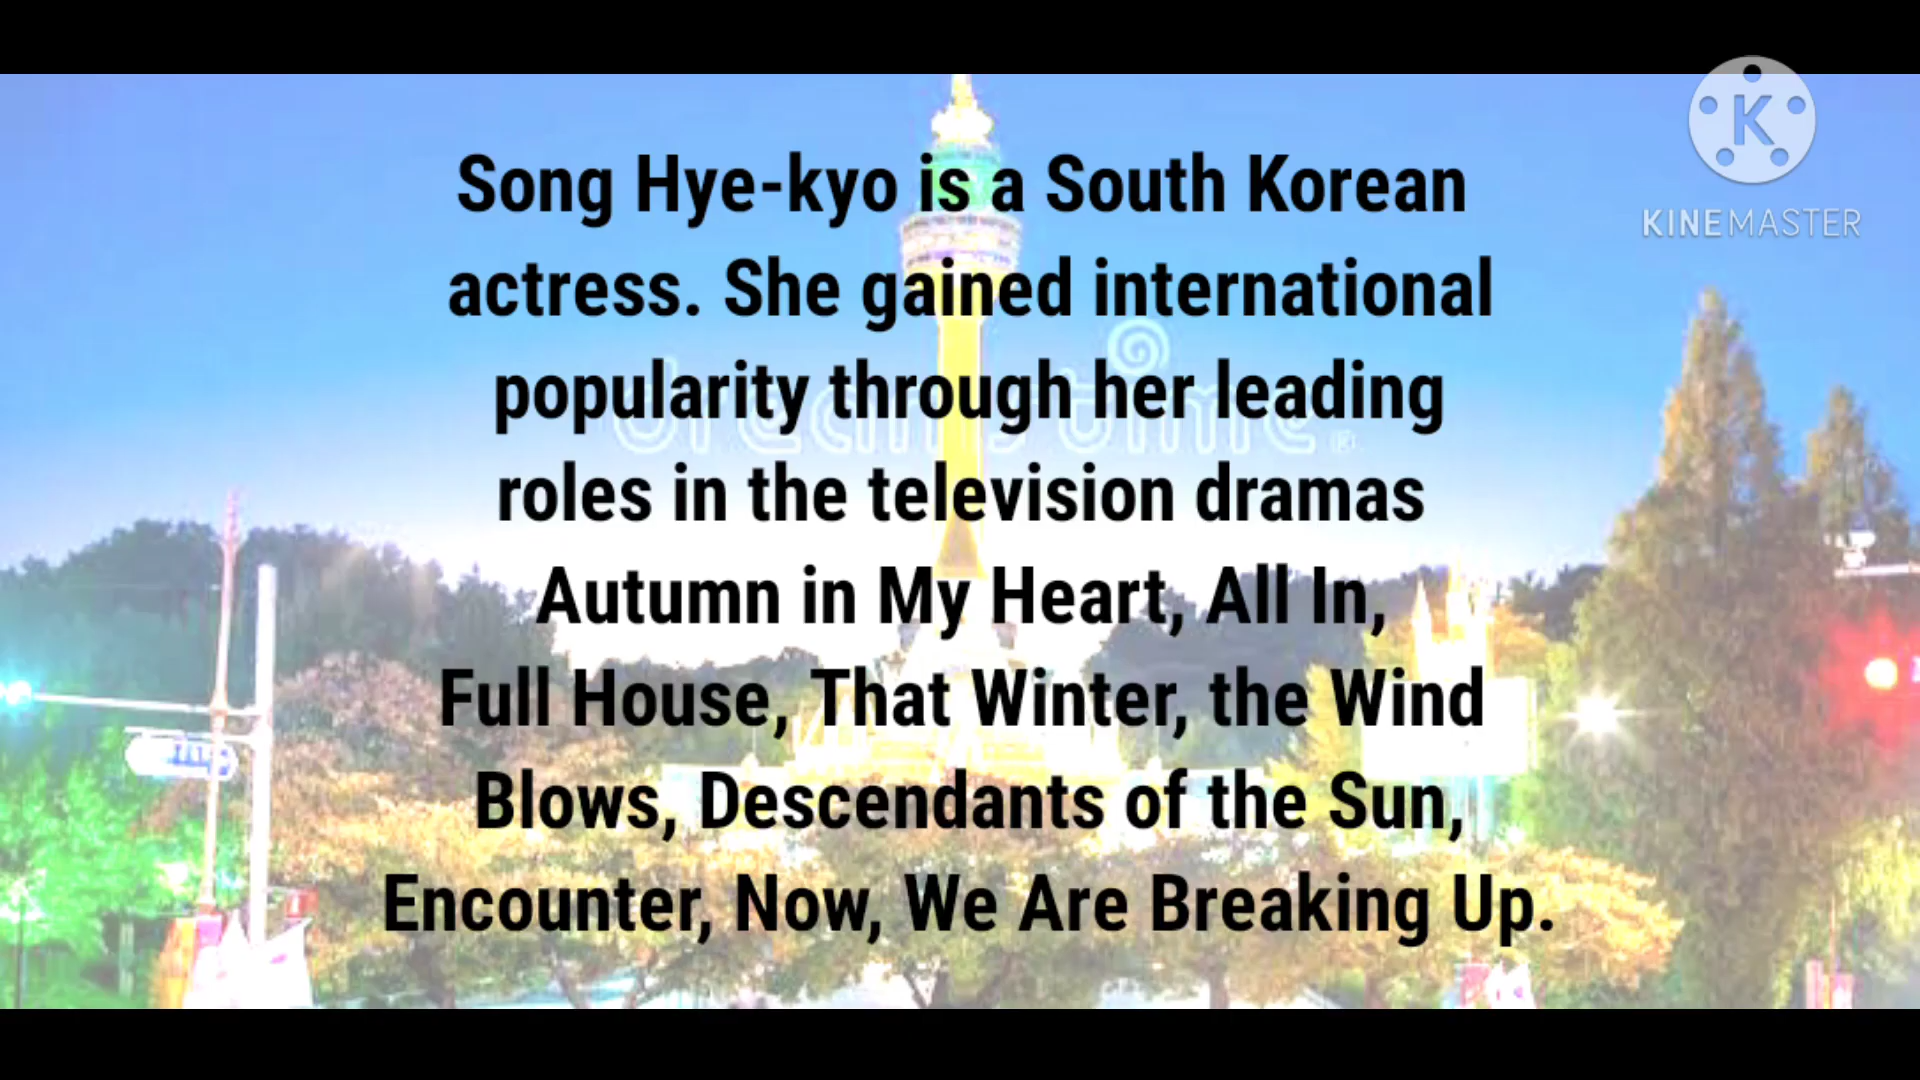 Song Hye-kyo is a South Korean
actress. She gained international
popularity through her leading
roles in the television dramas
Autumn in My Heart, All In,
Full House, That Winter, the Wind
Blows, Descendants of the Sun,
Encounter, Now, We Are Breaking Up.
K
KINEMASTER
dreamstime